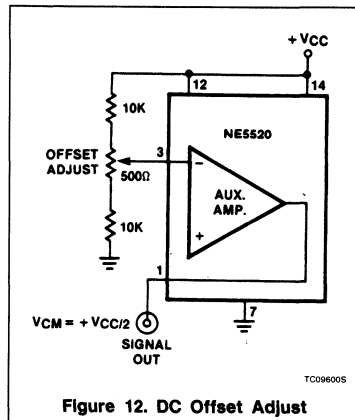 + VCC
12
14
10K
NE5520
3
−
OFFSET
ADJUST
500Ω
AUX.
AMP.
10K
+
1
7
VCM = + VCC/2
SIGNAL
OUT
TC09600S
Figure 12. DC Offset Adjust